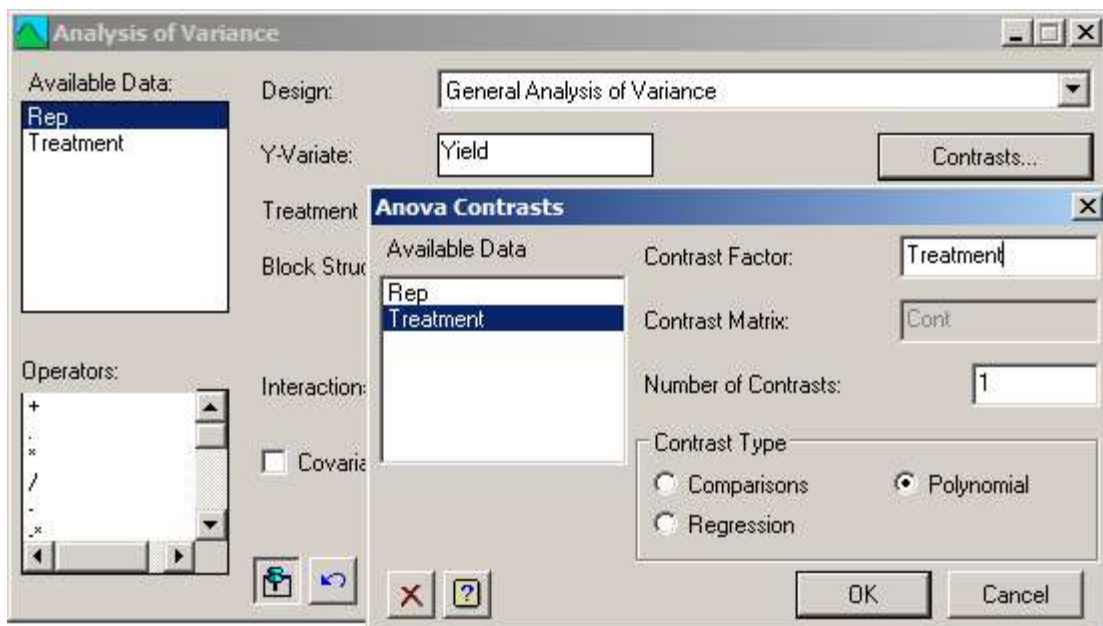 Analysis of Variance
Available Data:
Rep
Treatment
Design:
General Analysis of Variance
Y-Variate:
Yield
Contrasts...
Treatment
Block Struc
Operators:
+
.
*
/
-
.*
Interaction
Covaria
Anova Contrasts
Available Data
Rep
Treatment
Contrast Factor:
Treatment
Contrast Matrix:
Cont
Number of Contrasts:
1
Contrast Type
Comparisons
Polynomial
Regression
OK
Cancel